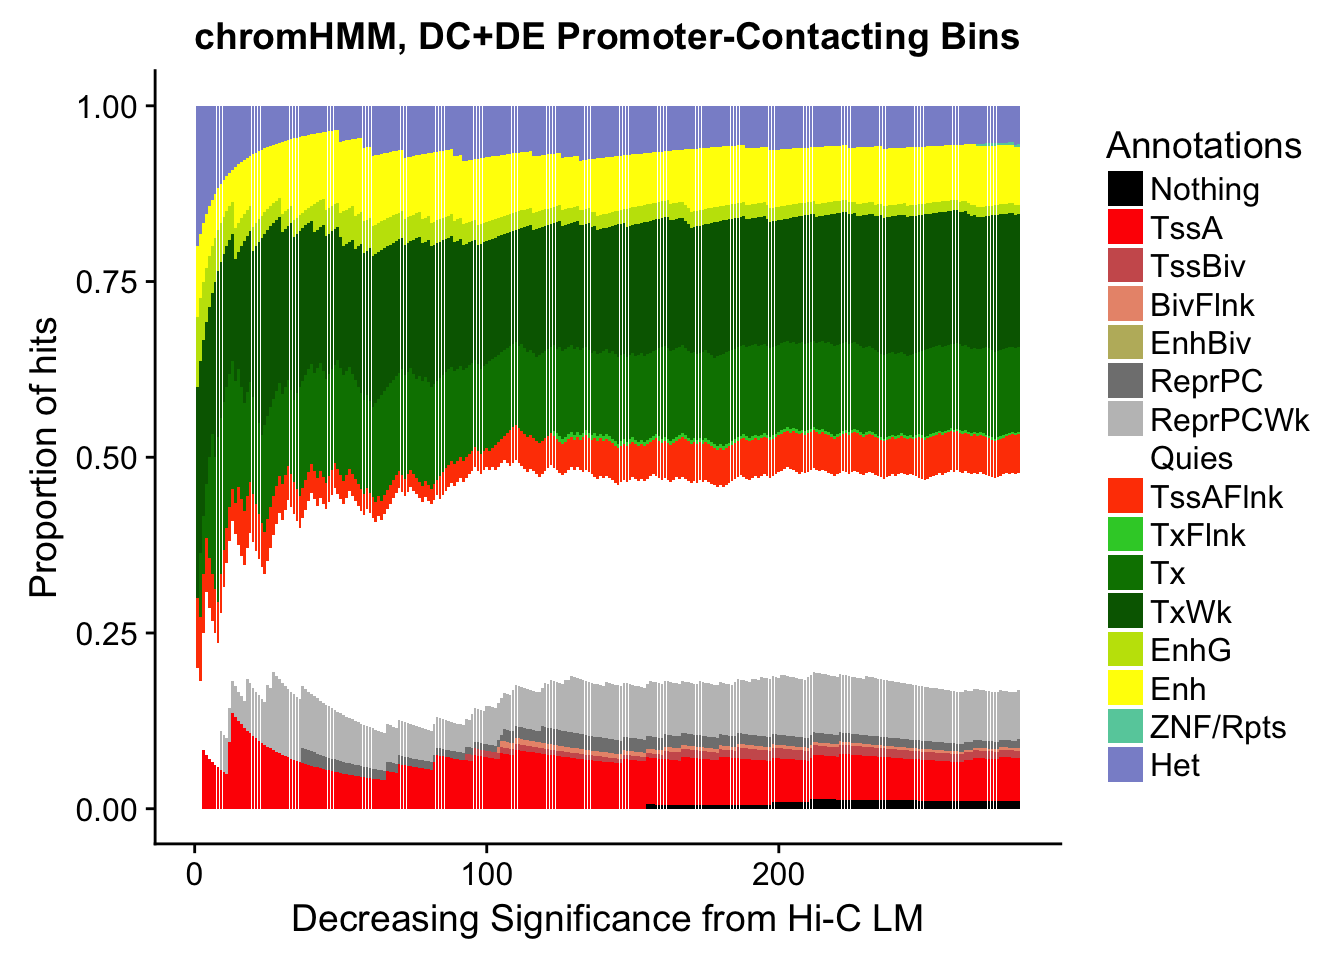 chromHMM, DC+DE Promoter-Contacting Bins
Proportion of hits
1.00
0.75
0.50
0.25
0.00
0
100
200
Decreasing Significance from Hi-C LM
Annotations
Nothing
TssA
TssBiv
BivFlnk
EnhBiv
ReprPC
ReprPCWk
Quies
TssAFlnk
TxFlnk
Tx
TxWk
EnhG
Enh
ZNF/Rpts
Het